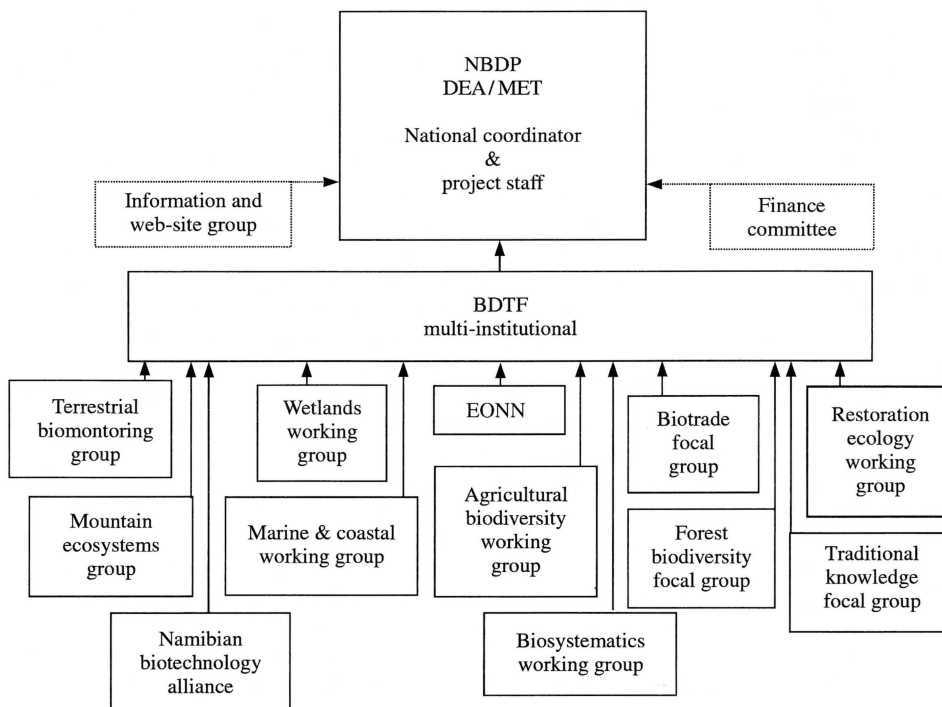 NBDP
DEA/MET
National coordinator
&
project staff
Information and
web-site group
Finance
committee
BDTF
multi-institutional
Terrestrial
biomontoring
group
Wetlands
working
group
EONN
Biotrade
focal
group
Restoration
ecology
working
group
Mountain
ecosystems
group
Marine & coastal
working group
Agricultural
biodiversity
working
group
Forest
biodiversity
focal group
Traditional
knowledge
focal group
Namibian
biotechnology
alliance
Biosystematics
working group